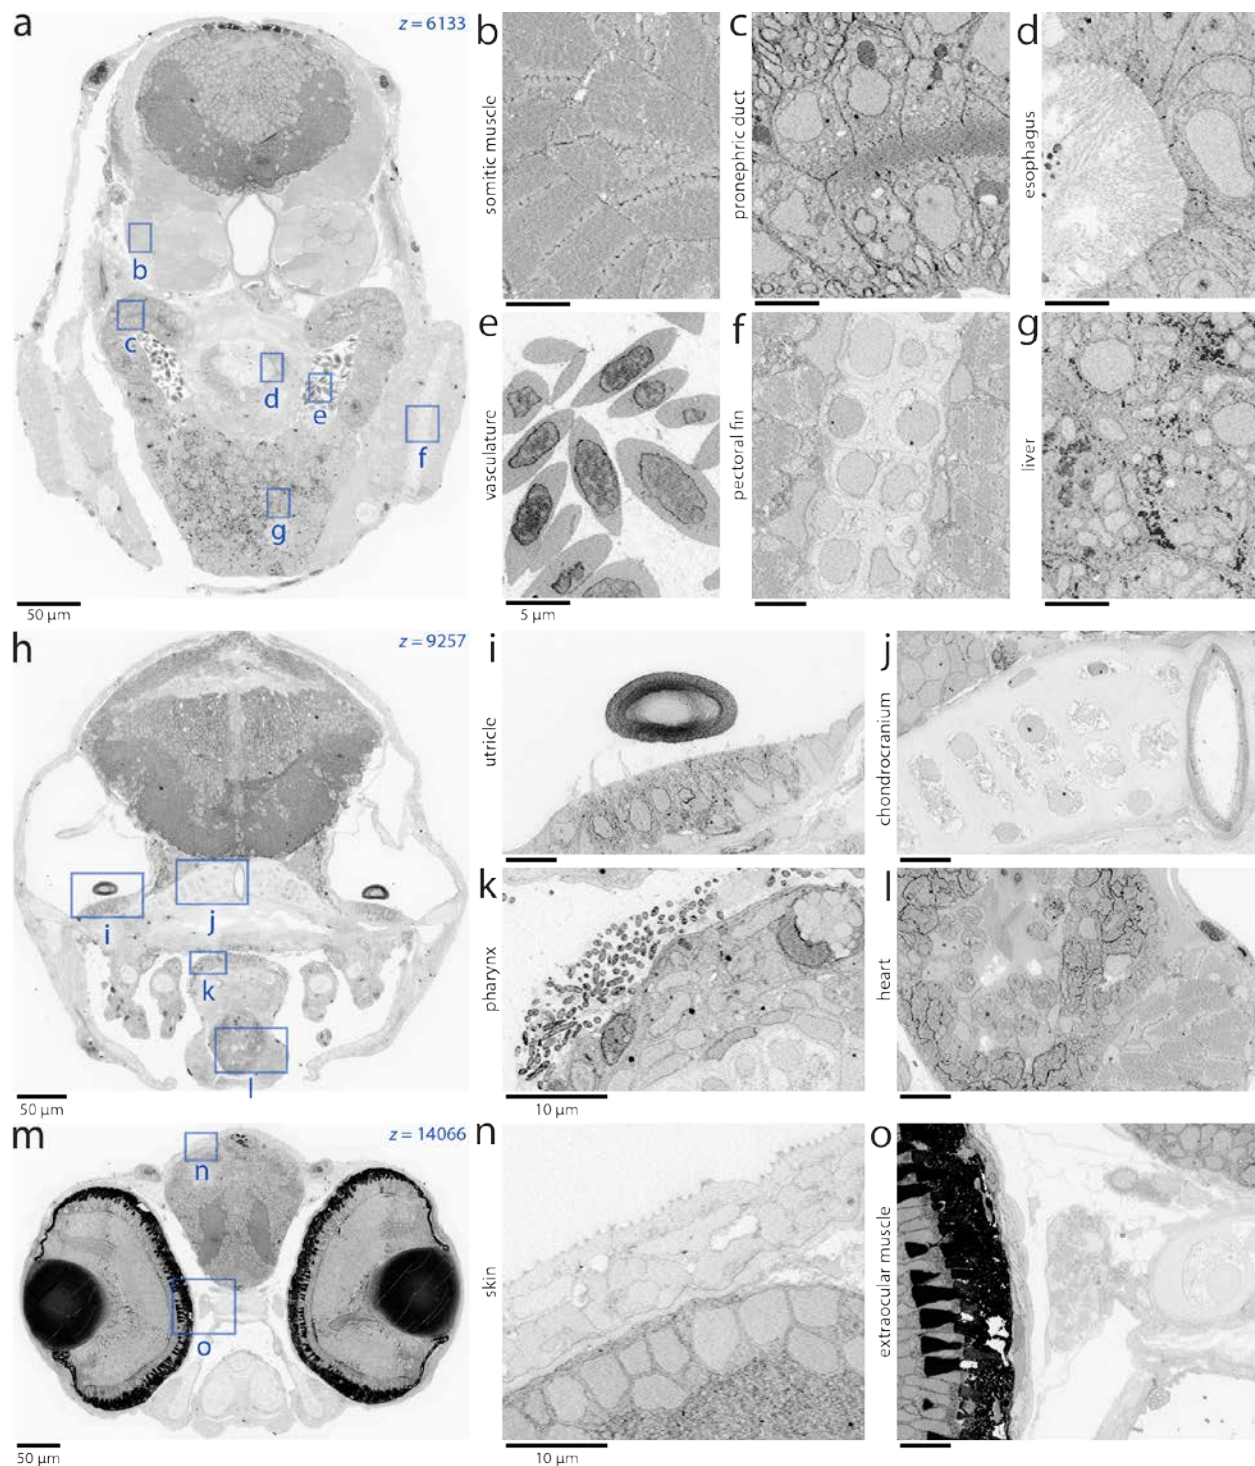 a
z = 6133
b
c
d
e
f
g
50 µm
b
somitic muscle
c
pronephric duct
d
esophagus
e
vasculature
5 µm
f
pectoral fin
g
liver
h
z = 9257
i
j
k
l
50 µm
i
utricle
j
chondrocranium
k
pharynx
10 µm
l
heart
m
z = 14066
n
o
50 µm
n
skin
10 µm
o
extraocular muscle